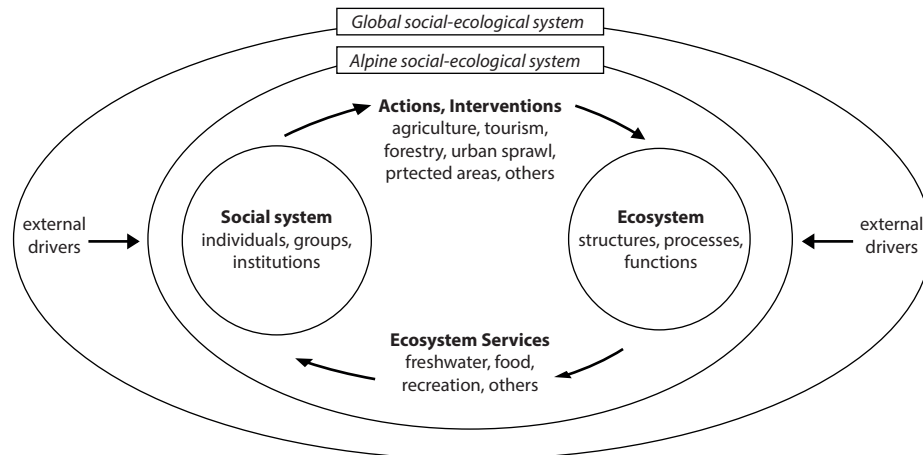 Global social-ecological system
Alpine social-ecological system
Actions, Interventions
agriculture, tourism,
forestry, urban sprawl,
prtected areas, others
external
drivers
Social system
individuals, groups,
institutions
Ecosystem
structures, processes,
functions
external
drivers
Ecosystem Services
freshwater, food,
recreation, others